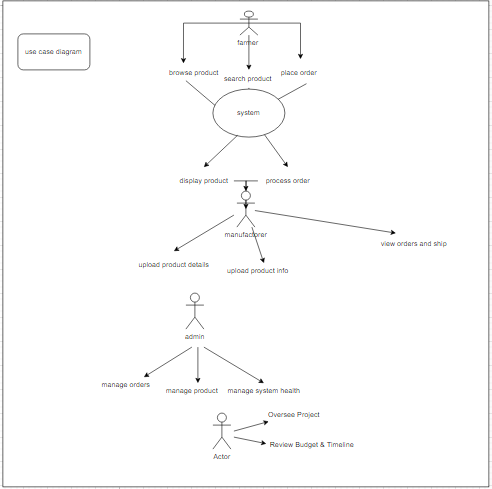 use case diagram
farmer
browse product
search product
place order
system
display product
process order
manufactorer
view orders and ship
upload product details
upload product info
admin
manage orders
manage product
manage system health
Oversee Project
Review Budget & Timeline
Actor